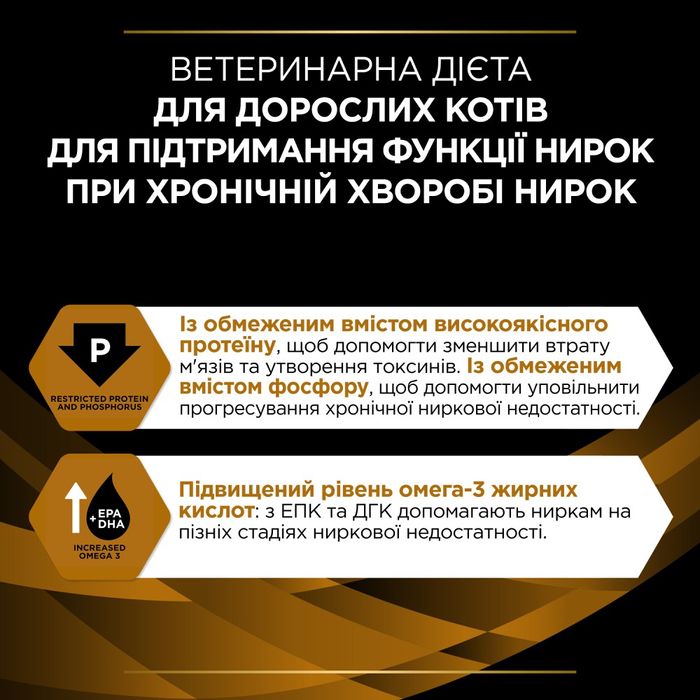 ВЕТЕРИНАРНА ДІЄТА
ДЛЯ ДОРОСЛИХ КОТІВ
ДЛЯ ПІДТРИМАННЯ ФУНКЦІЇ НИРОК
ПРИ ХРОНІЧНІЙ ХВОРОБІ НИРОК
P
RESTRICTED PROTEIN
AND PHOSPHORUS
Із обмеженим вмістом високоякісного
протеїну, щоб допомогти зменшити втрату
м'язів та утворення токсинів. Із обмеженим
вмістом фосфору, щоб допомогти уповільнити
прогресування хронічної ниркової недостатності.
+EPA
DHA
INCREASED
OMEGA 3
Підвищений рівень омега-3 жирних
кислот: з ЕПК та ДГК допомагають ниркам на
пізніх стадіях ниркової недостатності.